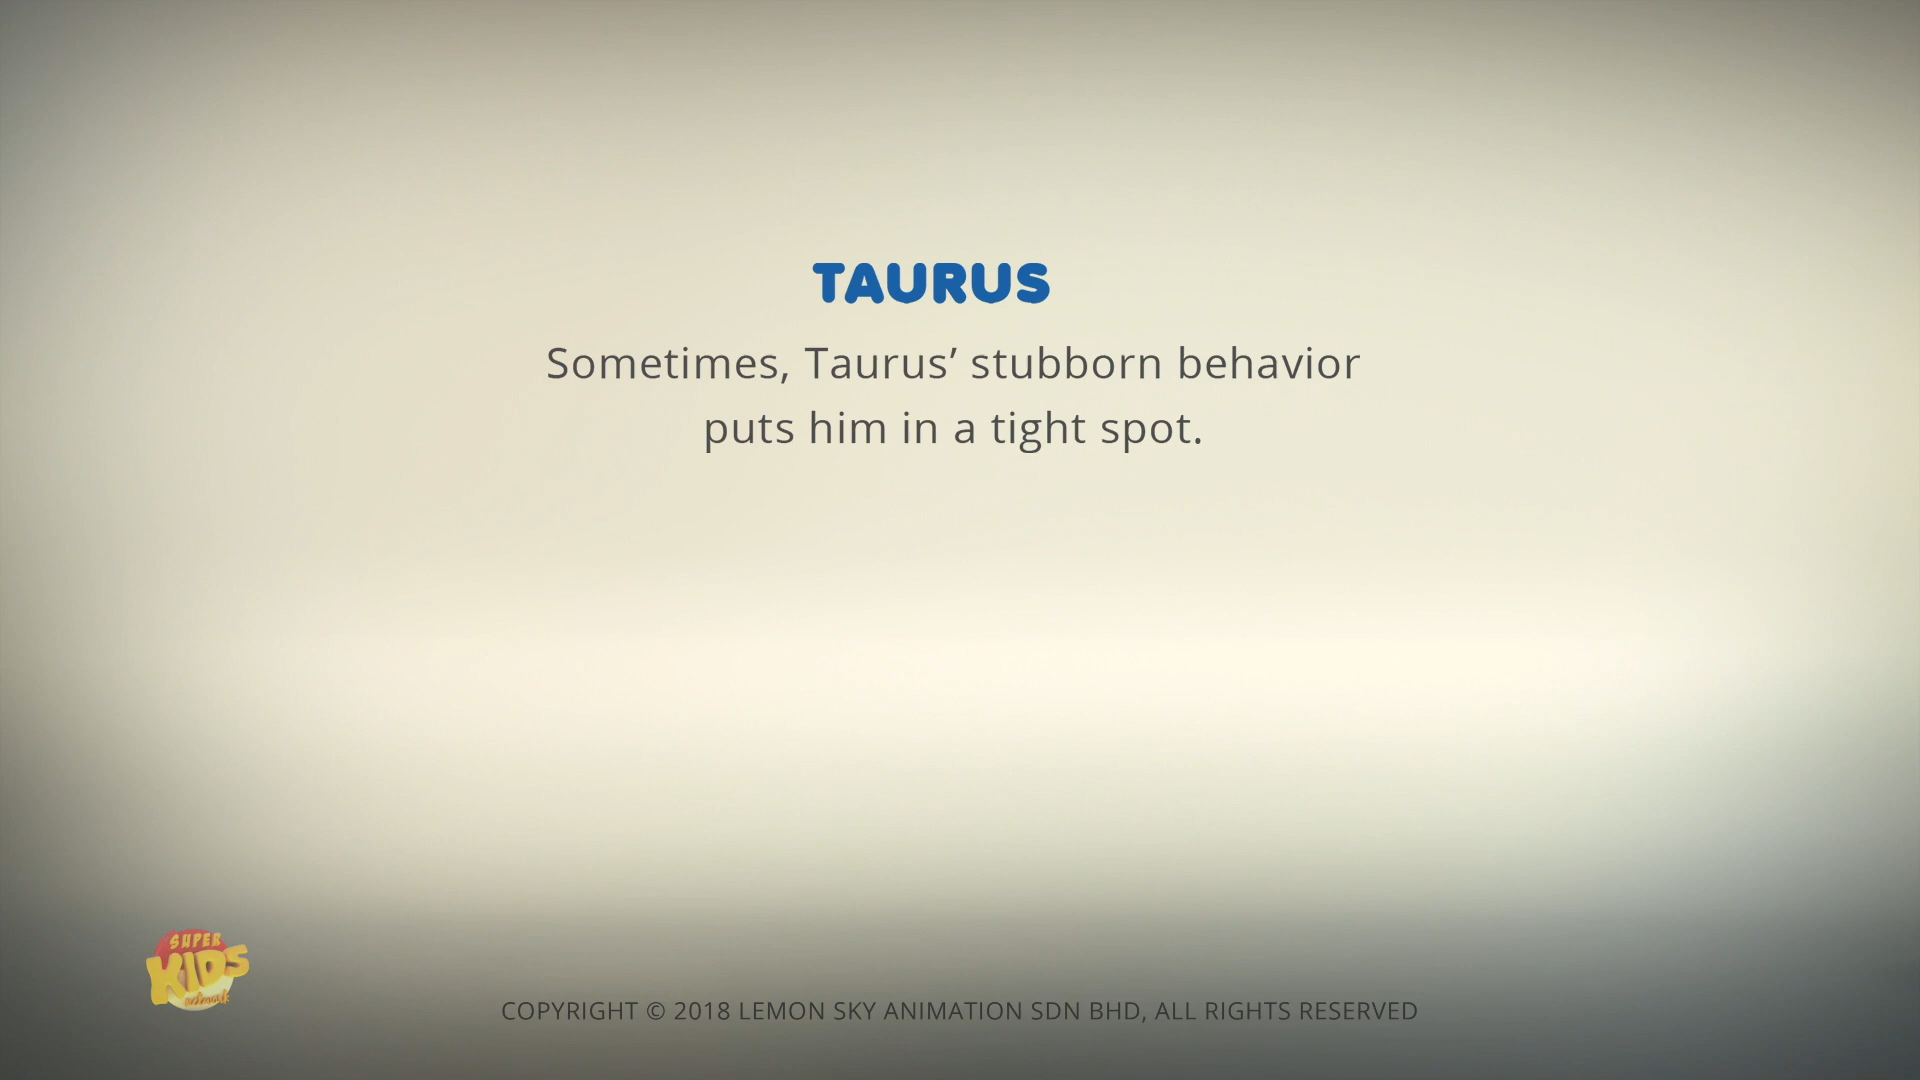 TAURUS
Sometimes, Taurus’ stubborn behavior
puts him in a tight spot.
SUPER
KIDS
network
COPYRIGHT © 2018 LEMON SKY ANIMATION SDN BHD, ALL RIGHTS RESERVED